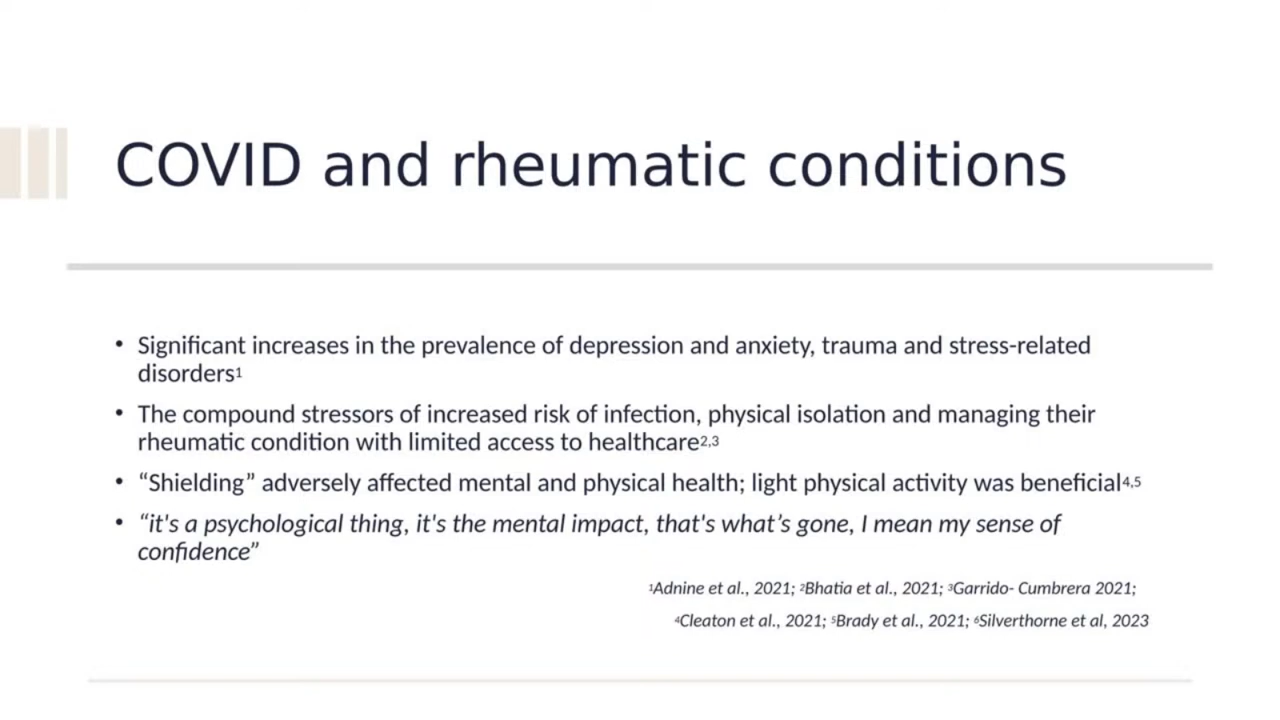 COVID and rheumatic conditions
• Significant increases in the prevalence of depression and anxiety, trauma and stress-related
disorders¹
• The compound stressors of increased risk of infection, physical isolation and managing their
rheumatic condition with limited access to healthcare²,³
• “Shielding” adversely affected mental and physical health; light physical activity was beneficial⁴,⁵
• “it's a psychological thing, it's the mental impact, that's what’s gone, I mean my sense of
confidence”
¹Adnine et al., 2021; ²Bhatia et al., 2021; ³Garrido- Cumbrera 2021;
⁴Cleaton et al., 2021; ⁵Brady et al., 2021; ⁶Silverthorne et al, 2023